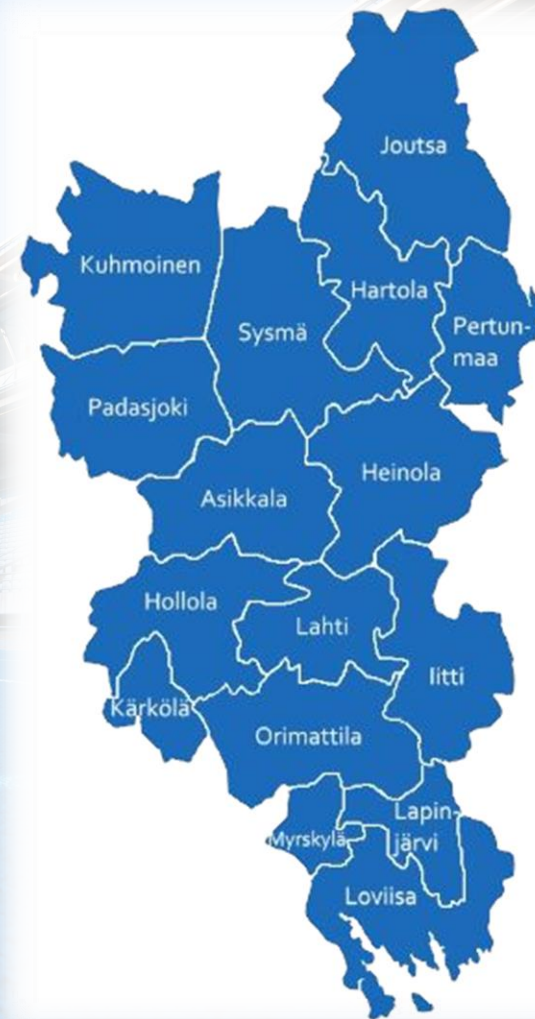 Joutsa
Kuhmoinen
Hartola
Sysmä
Pertun-
maa
Padasjoki
Heinola
Asikkala
Hollola
Lahti
Iitti
Kärkölä
Orimattila
Lapin-
järvi
Myrskylä
Loviisa